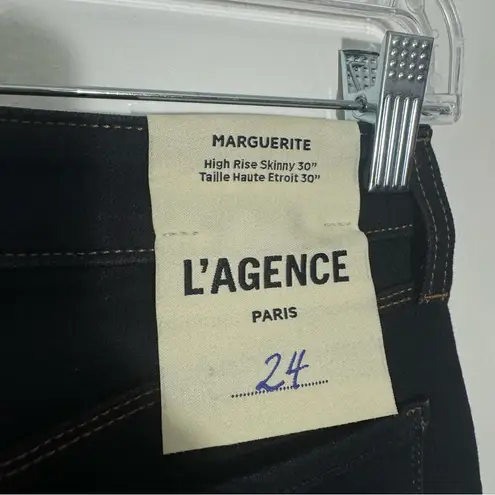 MARGUERITE
High Rise Skinny 30"
Taille Haute Etroit 30"
L'AGENCE
PARIS
24